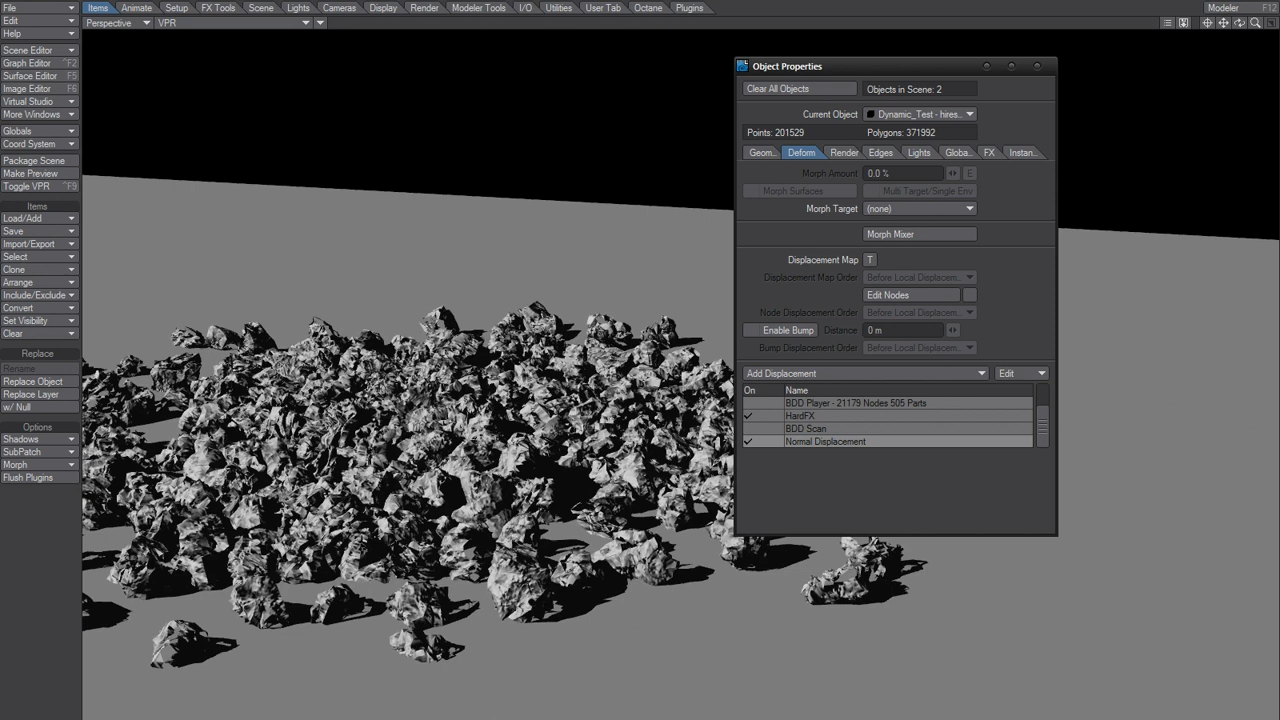 File Items Animate Setup FX Tools Scene Lights Cameras Display Render Modeler Tools I/O Utilities User Tab Octane Plugins Modeler F12
Edit Perspective VPR
Help
Scene Editor
Graph Editor ^F2
Surface Editor F5
Image Editor F6
Virtual Studio
More Windows
Globals
Coord System
Package Scene
Make Preview
Toggle VPR ^F9
Items
Load/Add
Save
Import/Export
Select
Clone
Arrange
Include/Exclude
Convert
Set Visibility
Clear
Replace
Rename
Replace Object
Replace Layer
w/ Null
Options
Shadows
SubPatch
Morph
Flush Plugins
Object Properties
Clear All Objects Objects in Scene: 2
Current Object Dynamic_Test - hires...
Points: 201529 Polygons: 371992
Geom... Deform Render Edges Lights Globa... FX Instan...
Morph Amount 0.0 % E
Morph Surfaces Multi Target/Single Env
Morph Target (none)
Morph Mixer
Displacement Map T
Displacement Map Order Before Local Displacem...
Edit Nodes
Node Displacement Order Before Local Displacem...
Enable Bump Distance 0 m
Bump Displacement Order Before Local Displacem...
Add Displacement Edit
On Name
BDD Player - 21179 Nodes 505 Parts
HardFX
BDD Scan
Normal Displacement